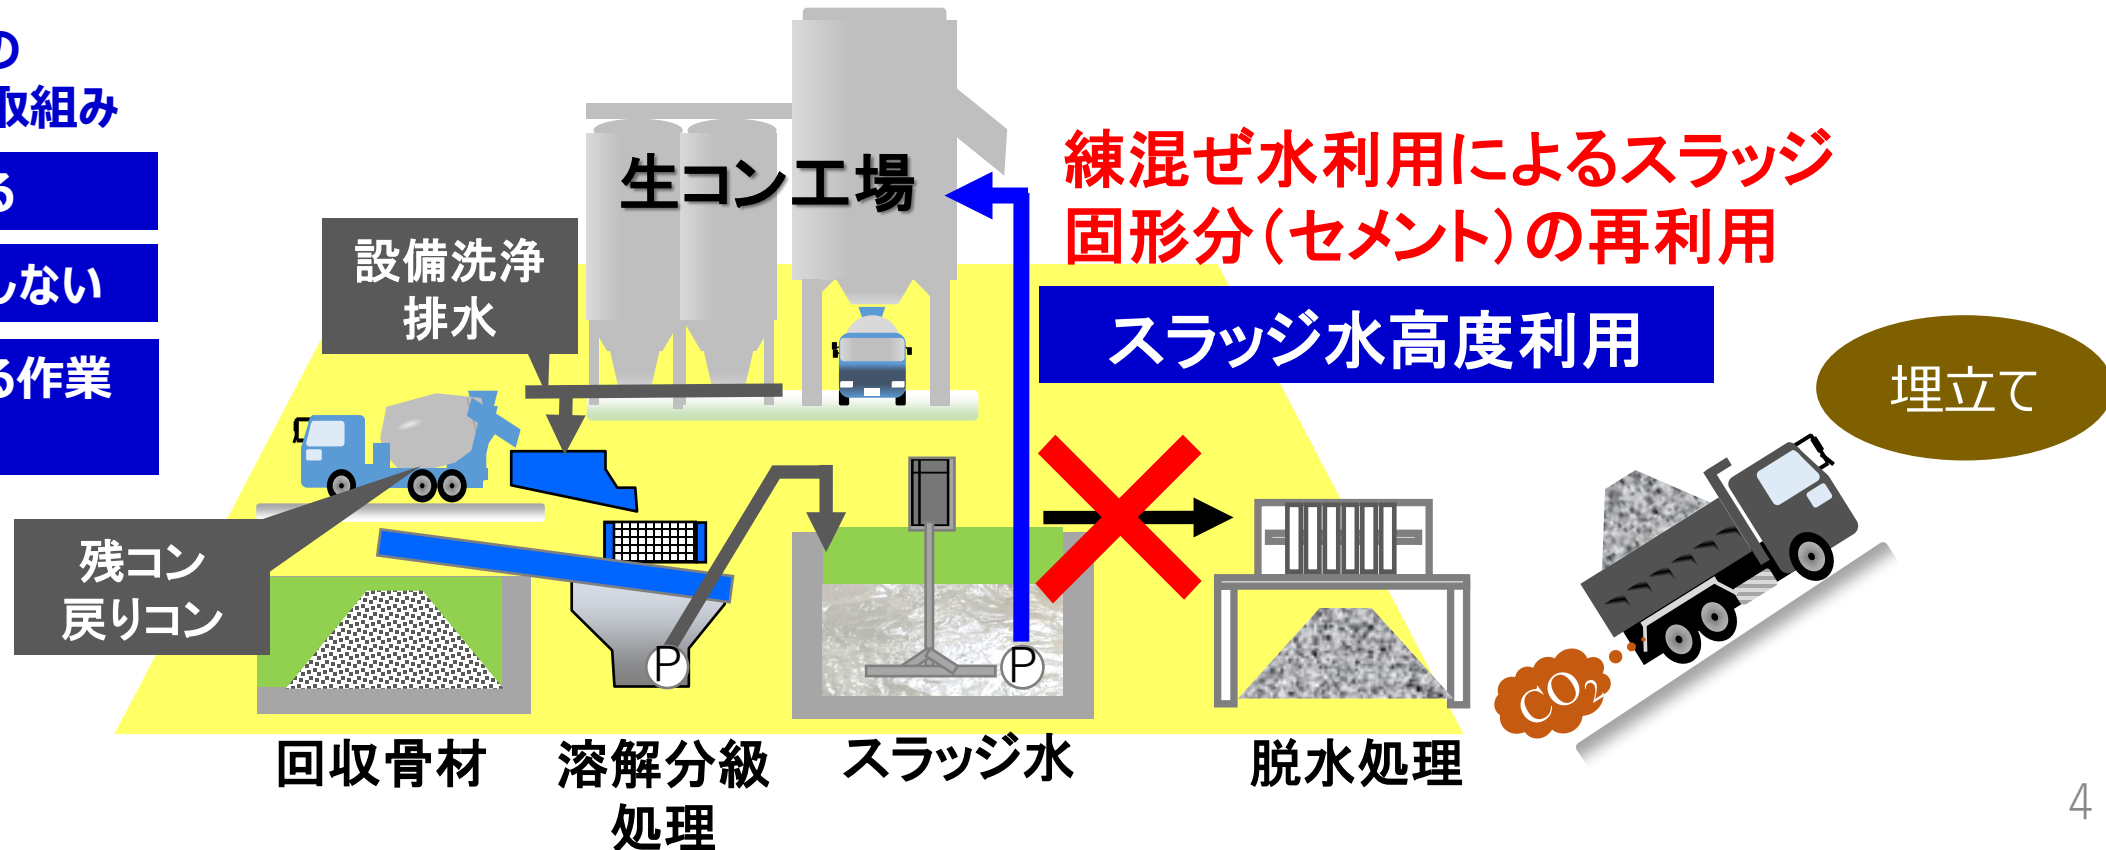 の
取組み
る
しない
る作業
生コン工場
練混ぜ水利用によるスラッジ
固形分（セメント）の再利用
設備洗浄
排水
スラッジ水高度利用
埋立て
残コン
戻りコン
P
P
CO₂
回収骨材
溶解分級
処理
スラッジ水
脱水処理
4